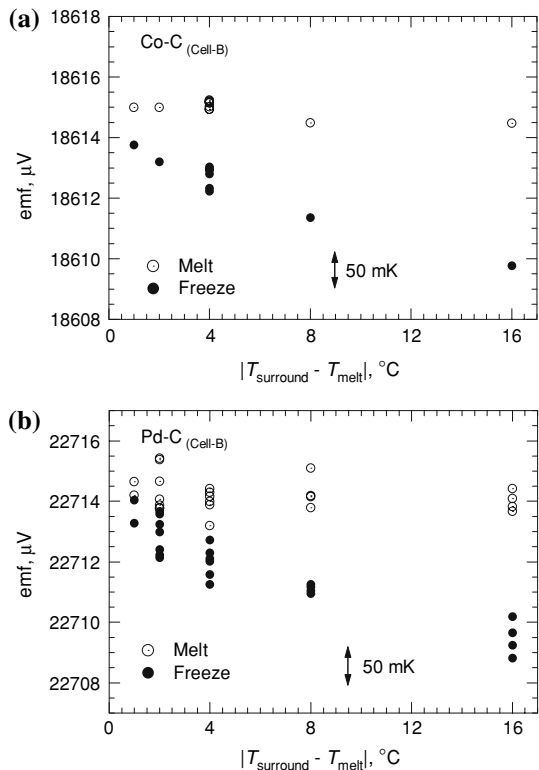 (a)
Co-C (Cell-B)
18618
18616
18614
18612
18610
18608
emf, µV
Melt
Freeze
50 mK
0 4 8 12 16
|Tsurround - Tmelt|, °C
(b)
Pd-C (Cell-B)
22716
22714
22712
22710
22708
emf, µV
Melt
Freeze
50 mK
0 4 8 12 16
|Tsurround - Tmelt|, °C